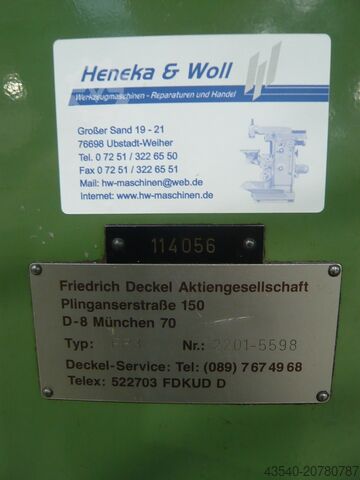 Heneka & Woll
Werkzeugmaschinen - Reparaturen und Handel
Großer Sand 19 - 21
76698 Ubstadt-Weiher
Tel. 0 72 51 / 322 65 50
Fax 0 72 51 / 322 65 51
Mail: hw-maschinen@web.de
Internet: www.hw-maschinen.de
114056
Friedrich Deckel Aktiengesellschaft
Plinganserstraße 150
D-8 München 70
Typ: FP3 Nr.: 2201-5598
Deckel-Service: Tel: (089) 7 67 49 68
Telex: 522703 FDKUD D
43540-20780787